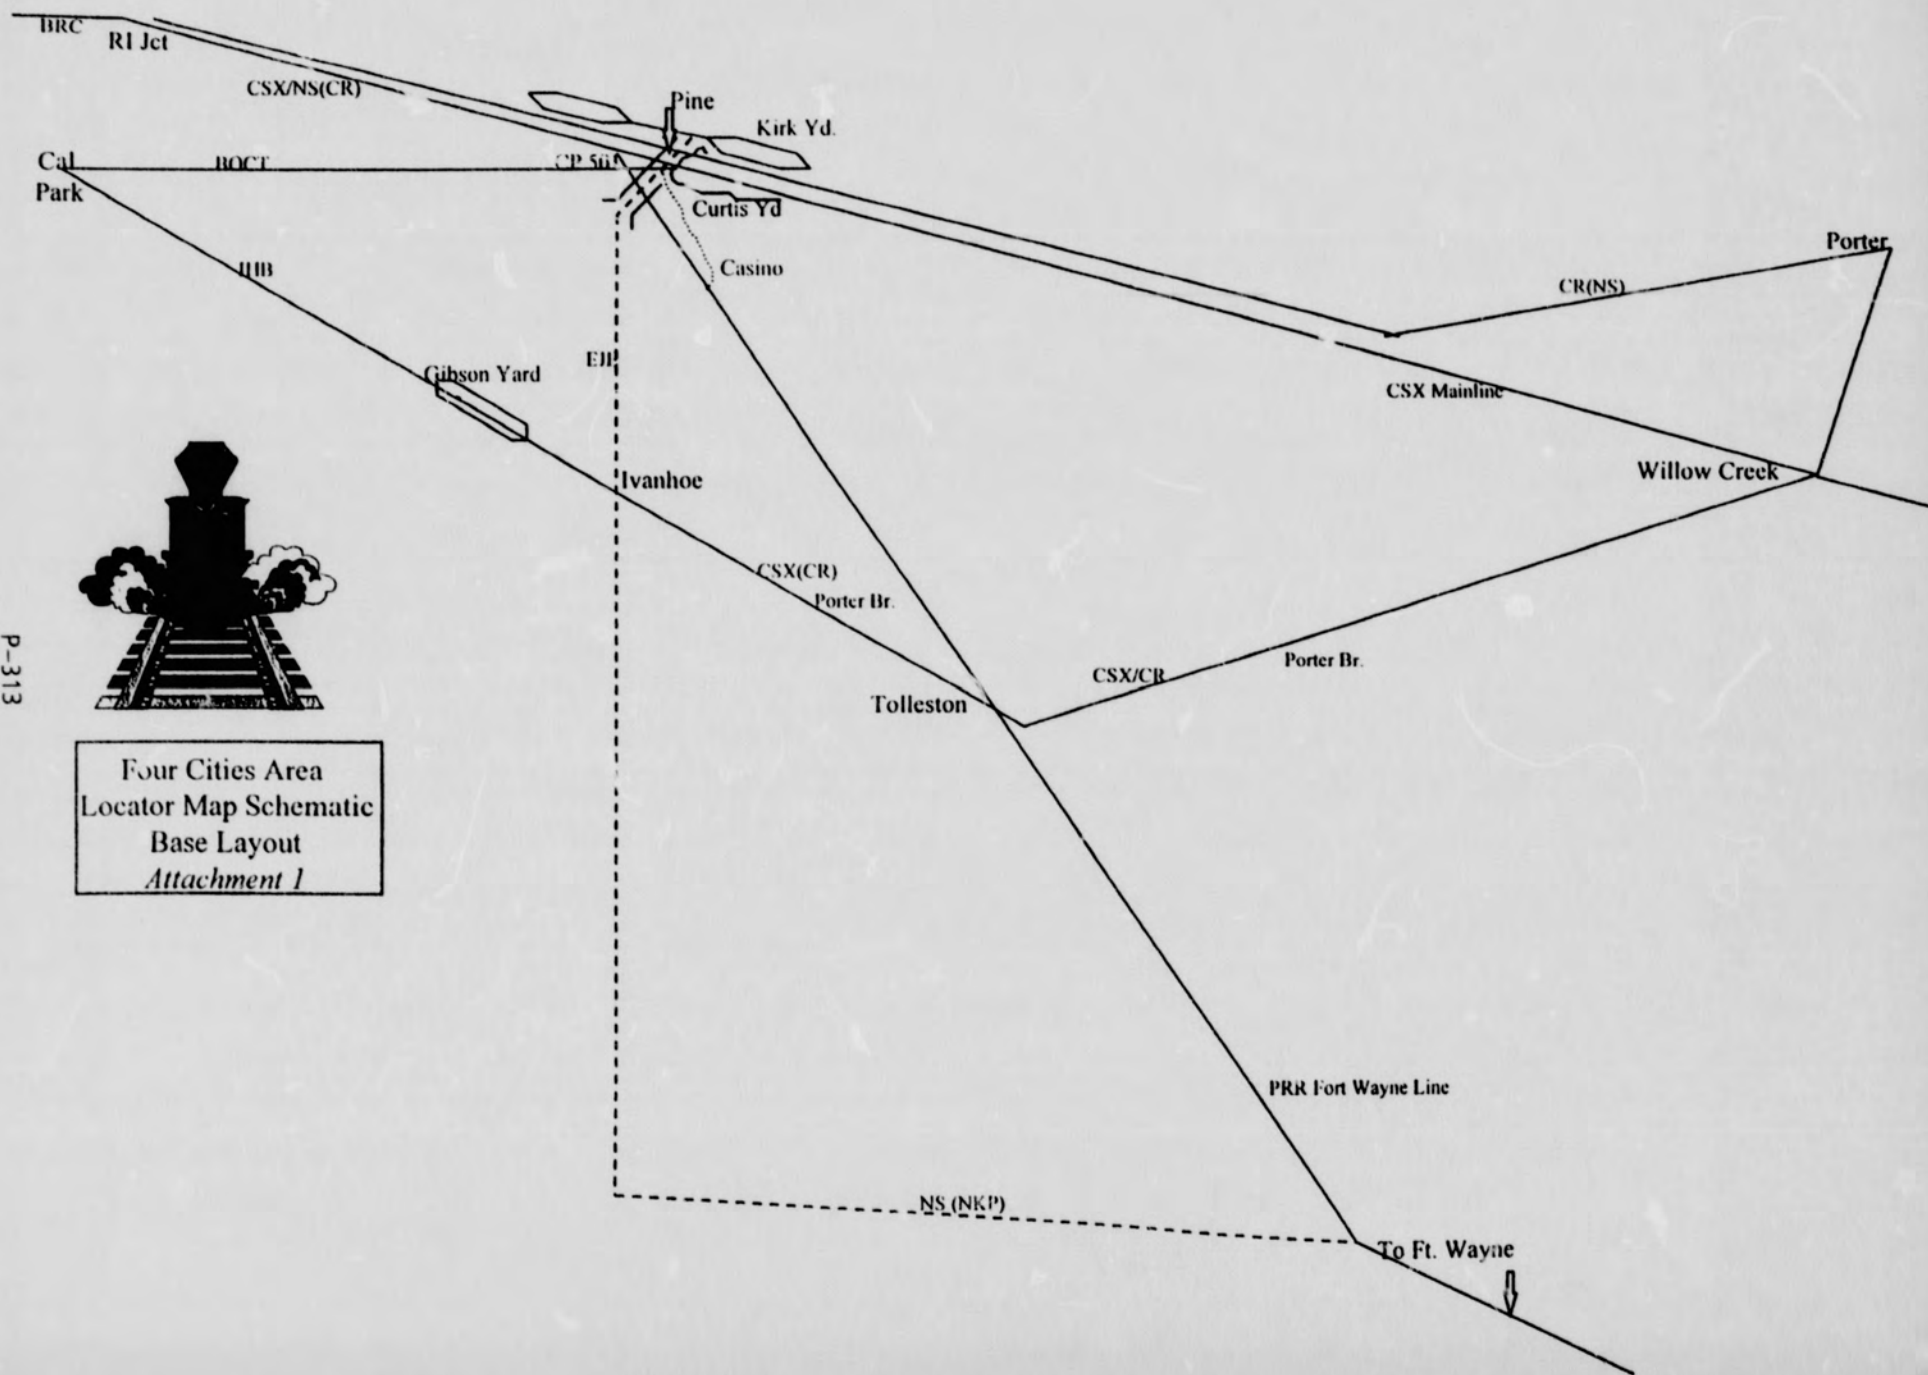 BRC
RI Jct
CSX/NS(CR)
Pine
Kirk Yd.
Cal
Park
BOCT
CP 501
Curtis Yd
Casino
Porter
CR(NS)
IHB
EJE
Gibson Yard
CSX Mainline
Willow Creek
Ivanhoe
CSX(CR)
Porter Br.
Porter Br.
CSX/CR
Tolleston
P-313
Four Cities Area
Locator Map Schematic
Base Layout
Attachment 1
PRR Fort Wayne Line
NS (NKP)
To Ft. Wayne